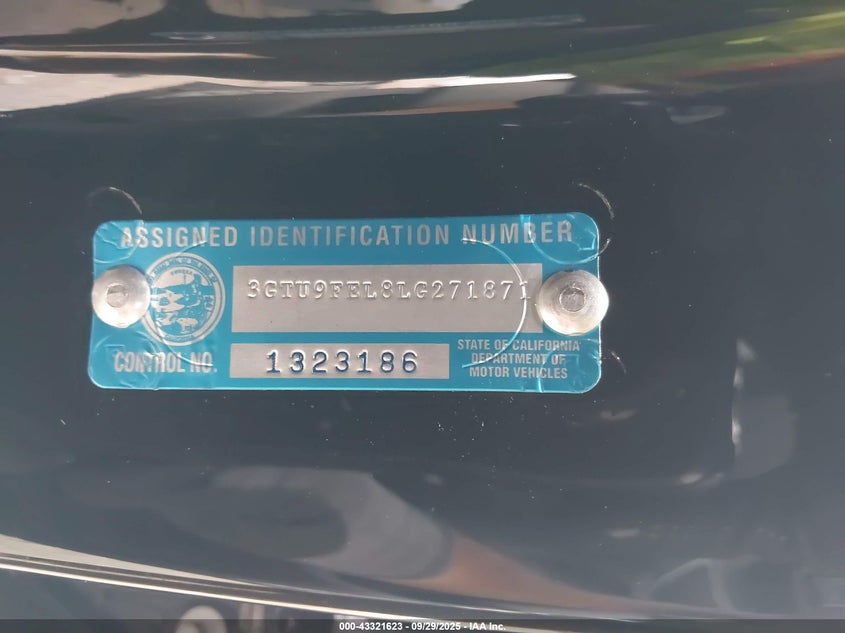 ASSIGNED IDENTIFICATION NUMBER
3GTU9FEL8LG271871
CONTROL NO.
1323186
STATE OF CALIFORNIA
DEPARTMENT OF
MOTOR VEHICLES
000-43321623 - 09/29/2025 - IAA Inc.